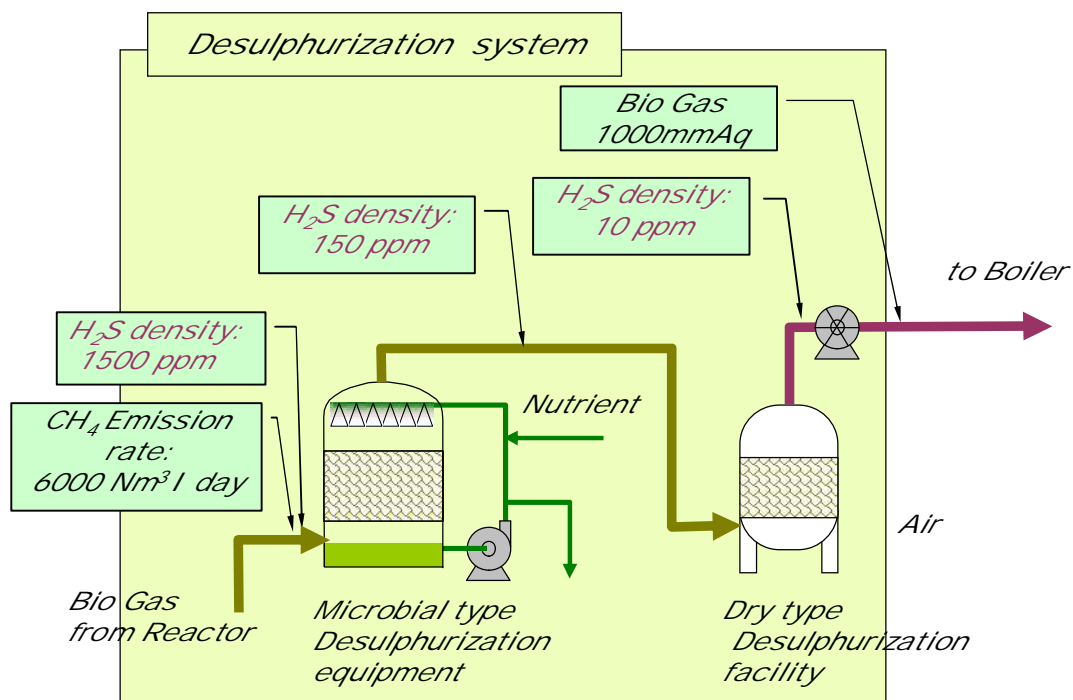 Desulphurization system
Bio Gas
1000mmAq
H₂S density:
150 ppm
H₂S density:
10 ppm
to Boiler
H₂S density:
1500 ppm
CH₄ Emission
rate:
6000 Nm³ l day
Nutrient
Air
Bio Gas
from Reactor
Microbial type
Desulphurization
equipment
Dry type
Desulphurization
facility